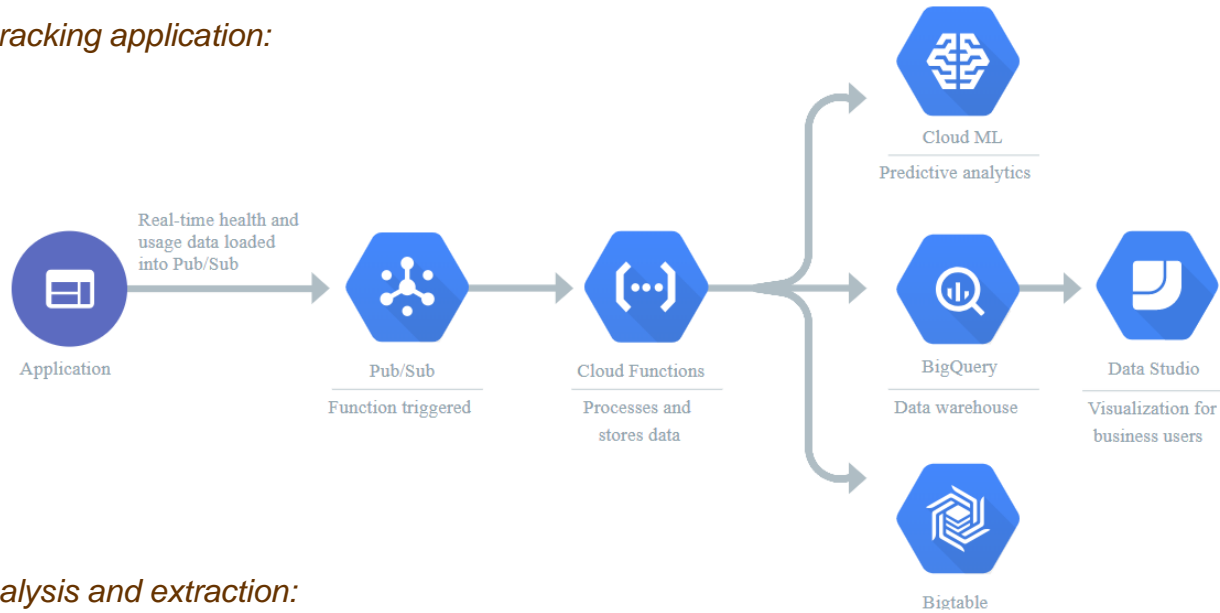 racking application:
Cloud ML
Predictive analytics
Real-time health and
usage data loaded
into Pub/Sub
Application
Pub/Sub
Function triggered
Cloud Functions
Processes and
stores data
BigQuery
Data warehouse
Data Studio
Visualization for
business users
alysis and extraction:
Bigtable